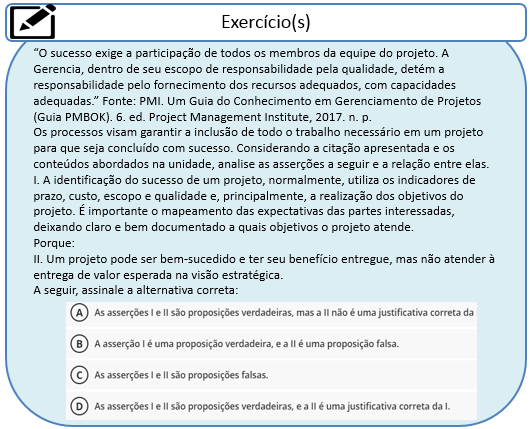 Exercício(s)
“O sucesso exige a participação de todos os membros da equipe do projeto. A
Gerencia, dentro de seu escopo de responsabilidade pela qualidade, detém a
responsabilidade pelo fornecimento dos recursos adequados, com capacidades
adequadas.” Fonte: PMI. Um Guia do Conhecimento em Gerenciamento de Projetos
(Guia PMBOK). 6. ed. Project Management Institute, 2017. n. p.
Os processos visam garantir a inclusão de todo o trabalho necessário em um projeto
para que seja concluído com sucesso. Considerando a citação apresentada e os
conteúdos abordados na unidade, analise as asserções a seguir e a relação entre elas.
I. A identificação do sucesso de um projeto, normalmente, utiliza os indicadores de
prazo, custo, escopo e qualidade e, principalmente, a realização dos objetivos do
projeto. É importante o mapeamento das expectativas das partes interessadas,
deixando claro e bem documentado a quais objetivos o projeto atende.
Porque:
II. Um projeto pode ser bem-sucedido e ter seu benefício entregue, mas não atender à
entrega de valor esperada na visão estratégica.
A seguir, assinale a alternativa correta:
A As asserções I e II são proposições verdadeiras, mas a II não é uma justificativa correta da
B A asserção I é uma proposição verdadeira, e a II é uma proposição falsa.
C As asserções I e II são proposições falsas.
D As asserções I e II são proposições verdadeiras, e a II é uma justificativa correta da I.